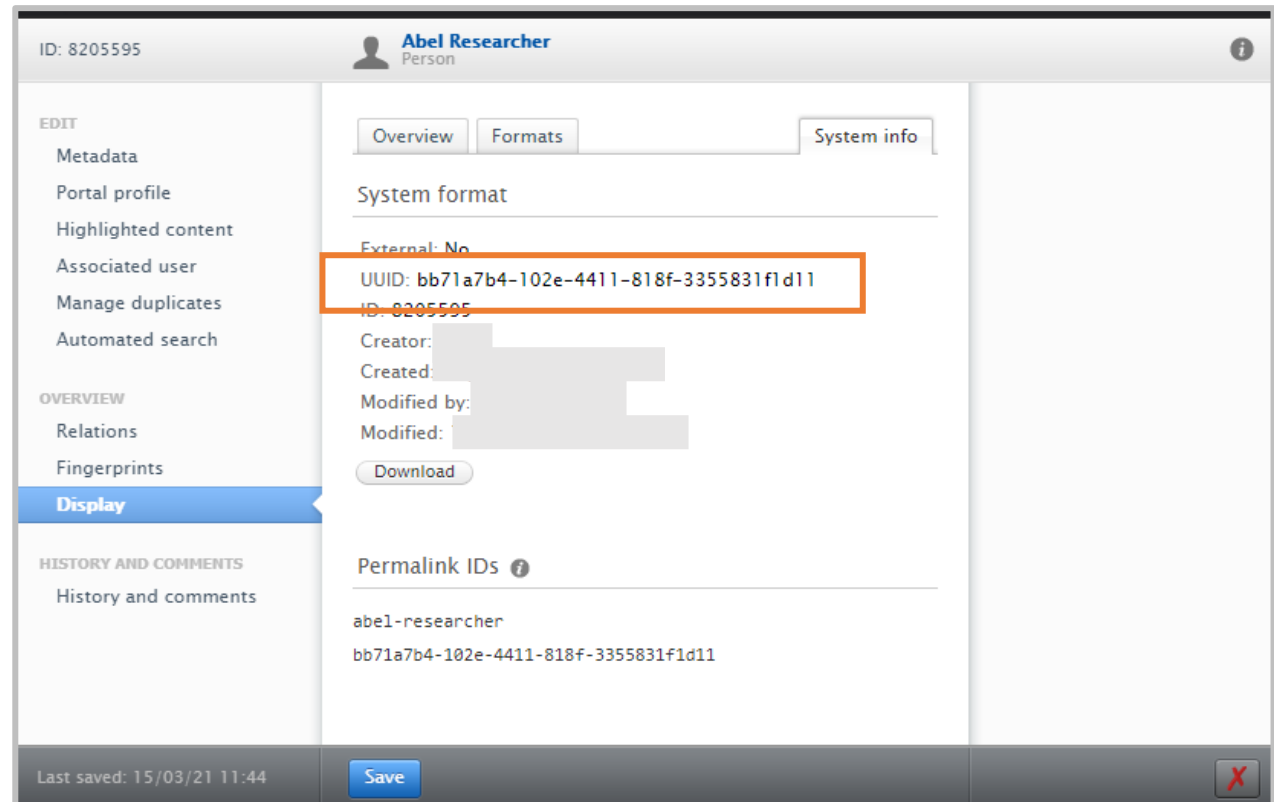 ID: 8205595
Abel Researcher
Person
EDIT
Metadata
Portal profile
Highlighted content
Associated user
Manage duplicates
Automated search
OVERVIEW
Relations
Fingerprints
Display
HISTORY AND COMMENTS
History and comments
Overview
Formats
System info
System format
External: No
UUID: bb71a7b4-102e-4411-818f-3355831f1d11
ID: 8205595
Creator:
Created:
Modified by:
Modified:
Download
Permalink IDs
abel-researcher
bb71a7b4-102e-4411-818f-3355831f1d11
Last saved: 15/03/21 11:44
Save